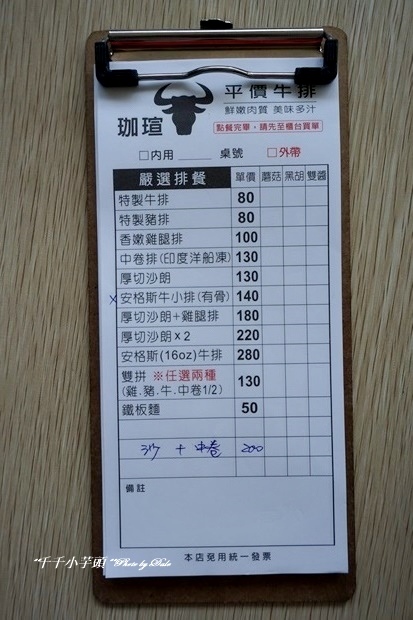 珈瑄
平價牛排
鮮嫩肉質 美味多汁
點餐完畢，請先至櫃台買單
□內用 ____ 桌號 □外帶
嚴選排餐 單價 蘑菇 黑胡 雙醬
特製牛排 80
特製豬排 80
香嫩雞腿排 100
中卷排(印度洋船凍) 130
厚切沙朗 130
x 安格斯牛小排(有骨) 140
厚切沙朗+雞腿排 180
厚切沙朗x2 220
安格斯(16oz)牛排 280
雙拼 ※任選兩種 130
(雞.豬.牛.中卷1/2)
鐵板麵 50
+ 中卷 200
備註
本店免用統一發票
"千千小芋頭"Photo by Dale